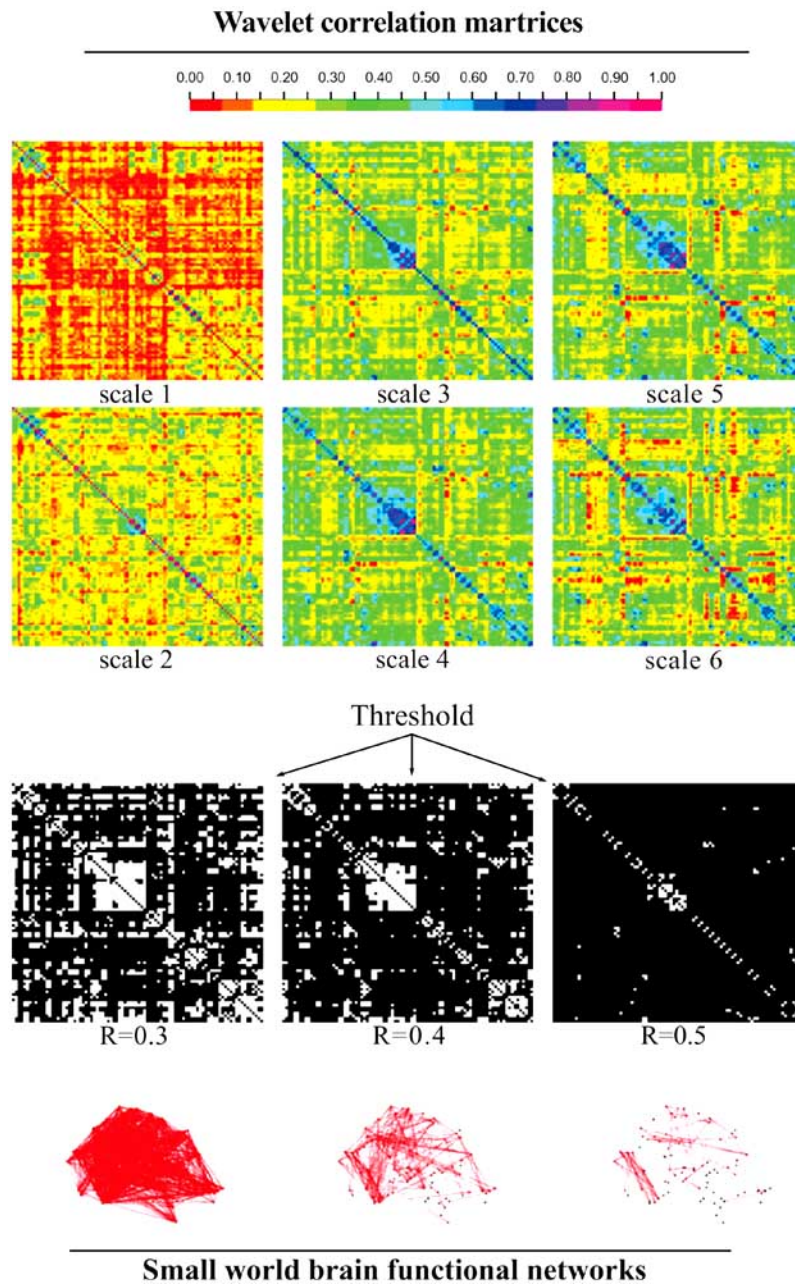 Wavelet correlation martrices
0.00 0.10 0.20 0.30 0.40 0.50 0.60 0.70 0.80 0.90 1.00
scale 1 scale 3 scale 5
scale 2 scale 4 scale 6
Threshold
R=0.3 R=0.4 R=0.5
Small world brain functional networks